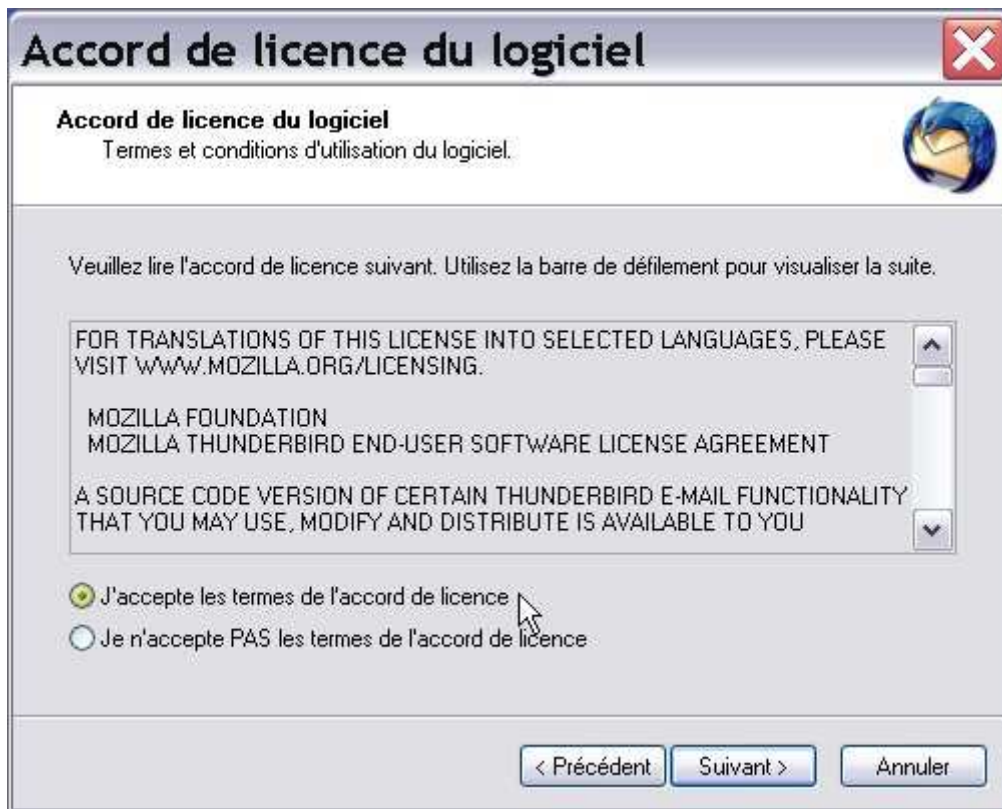 Accord de licence du logiciel
Accord de licence du logiciel
Termes et conditions d'utilisation du logiciel.
Veuillez lire l'accord de licence suivant. Utilisez la barre de défilement pour visualiser la suite.
FOR TRANSLATIONS OF THIS LICENSE INTO SELECTED LANGUAGES, PLEASE
VISIT WWW.MOZILLA.ORG/LICENSING.
MOZILLA FOUNDATION
MOZILLA THUNDERBIRD END-USER SOFTWARE LICENSE AGREEMENT
A SOURCE CODE VERSION OF CERTAIN THUNDERBIRD E-MAIL FUNCTIONALITY
THAT YOU MAY USE, MODIFY AND DISTRIBUTE IS AVAILABLE TO YOU
J'accepte les termes de l'accord de licence
Je n'accepte PAS les termes de l'accord de licence
< Précédent Suivant > Annuler